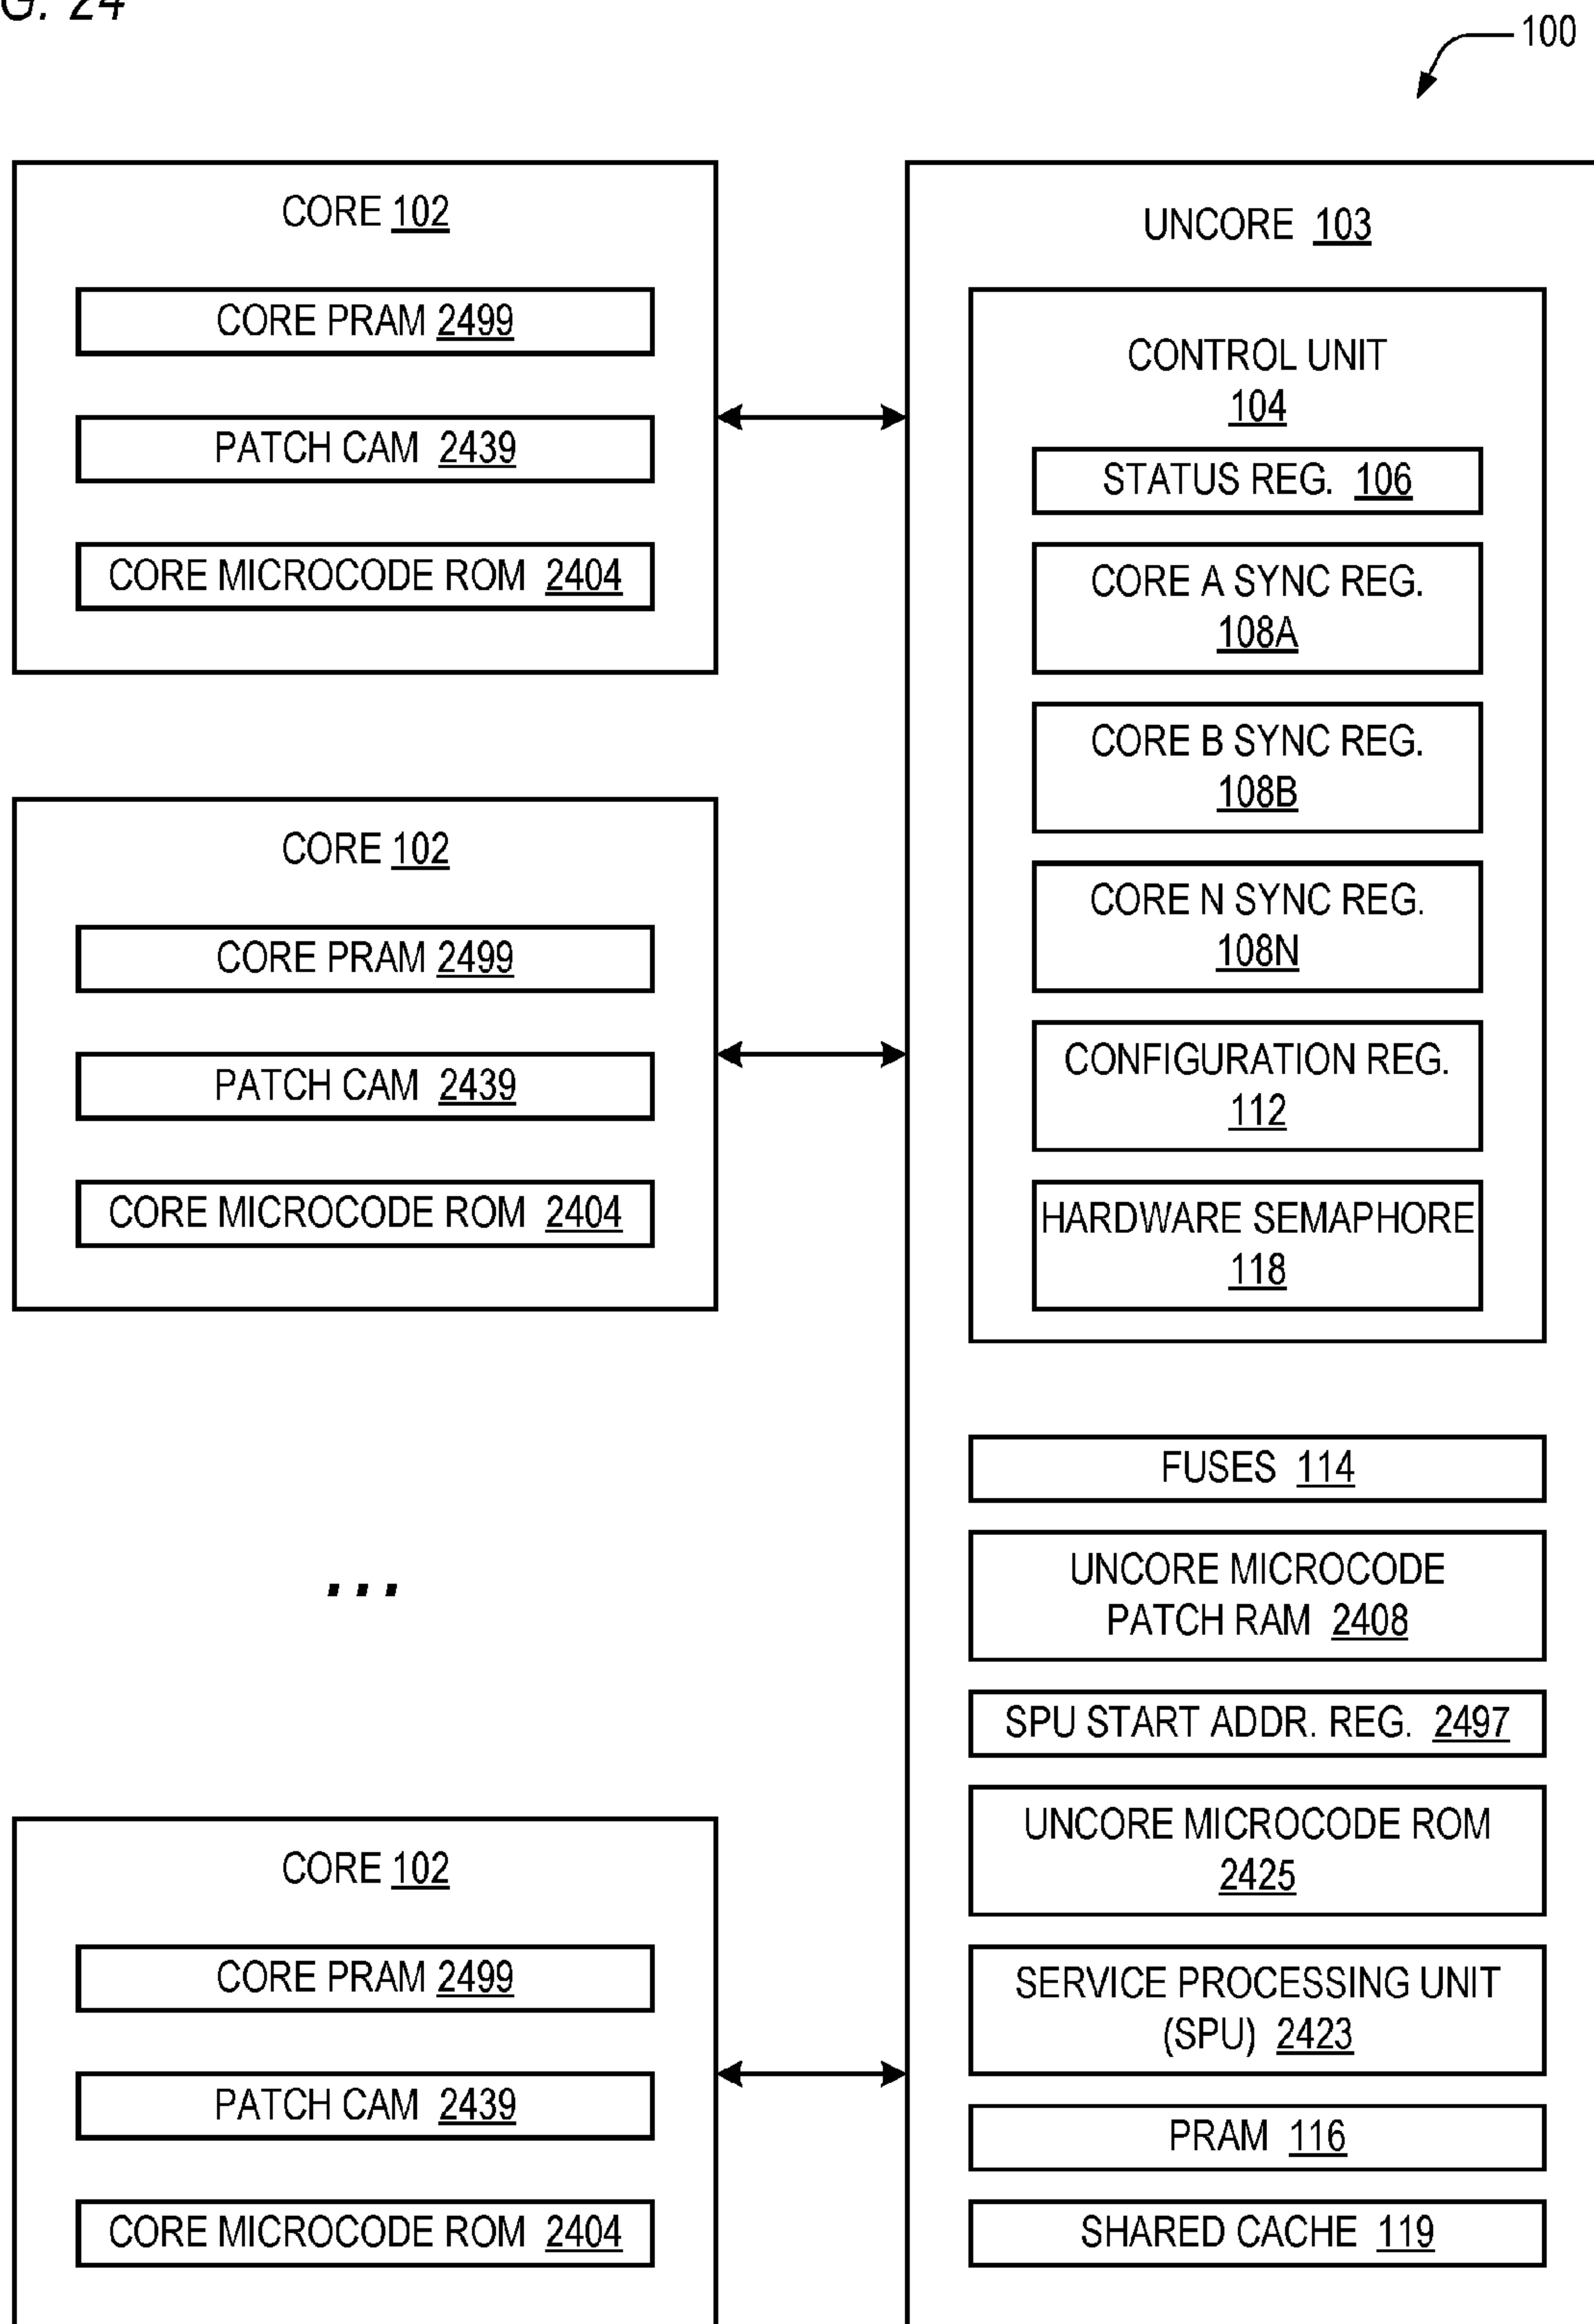 G. 24
100
CORE 102
CORE PRAM 2499
PATCH CAM 2439
CORE MICROCODE ROM 2404
CORE 102
CORE PRAM 2499
PATCH CAM 2439
CORE MICROCODE ROM 2404
...
CORE 102
CORE PRAM 2499
PATCH CAM 2439
CORE MICROCODE ROM 2404
UNCORE 103
CONTROL UNIT
104
STATUS REG. 106
CORE A SYNC REG.
108A
CORE B SYNC REG.
108B
CORE N SYNC REG.
108N
CONFIGURATION REG.
112
HARDWARE SEMAPHORE
118
FUSES 114
UNCORE MICROCODE
PATCH RAM 2408
SPU START ADDR. REG. 2497
UNCORE MICROCODE ROM
2425
SERVICE PROCESSING UNIT
(SPU) 2423
PRAM 116
SHARED CACHE 119